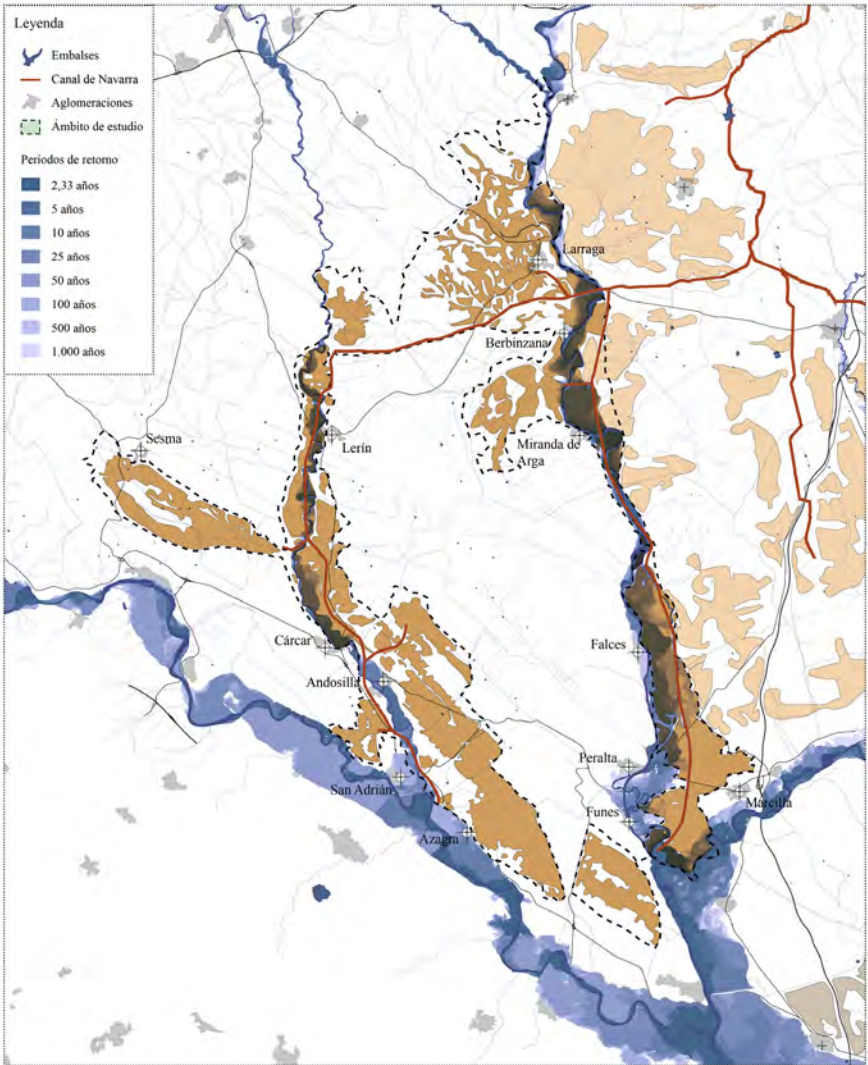 Leyenda
Embalses
Canal de Navarra
Aglomeraciones
Ámbito de estudio
Períodos de retorno
2,33 años
5 años
10 años
25 años
50 años
100 años
500 años
1.000 años
Larraga
Berbinzana
Sesma
Lerín
Miranda de
Arga
Cárcar
Falces
Andosilla
Peralta
San Adrián
Marcilla
Funes
Azagra